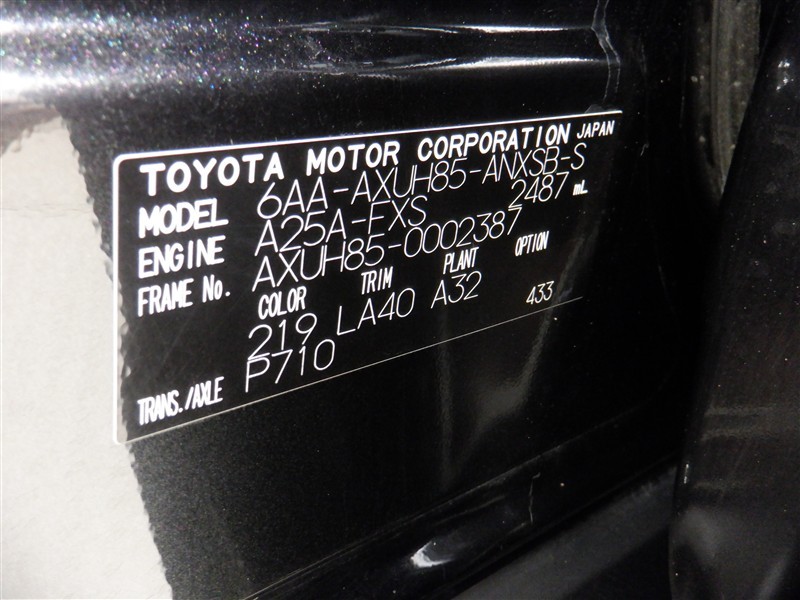 TOYOTA MOTOR CORPORATION JAPAN
MODEL 6AA-AXUH85-ANXSB-S
ENGINE A25A-FXS 2487 mL
FRAME No. AXUH85-0002387
COLOR TRIM PLANT OPTION
219 LA40 A32 433
TRANS./AXLE P710